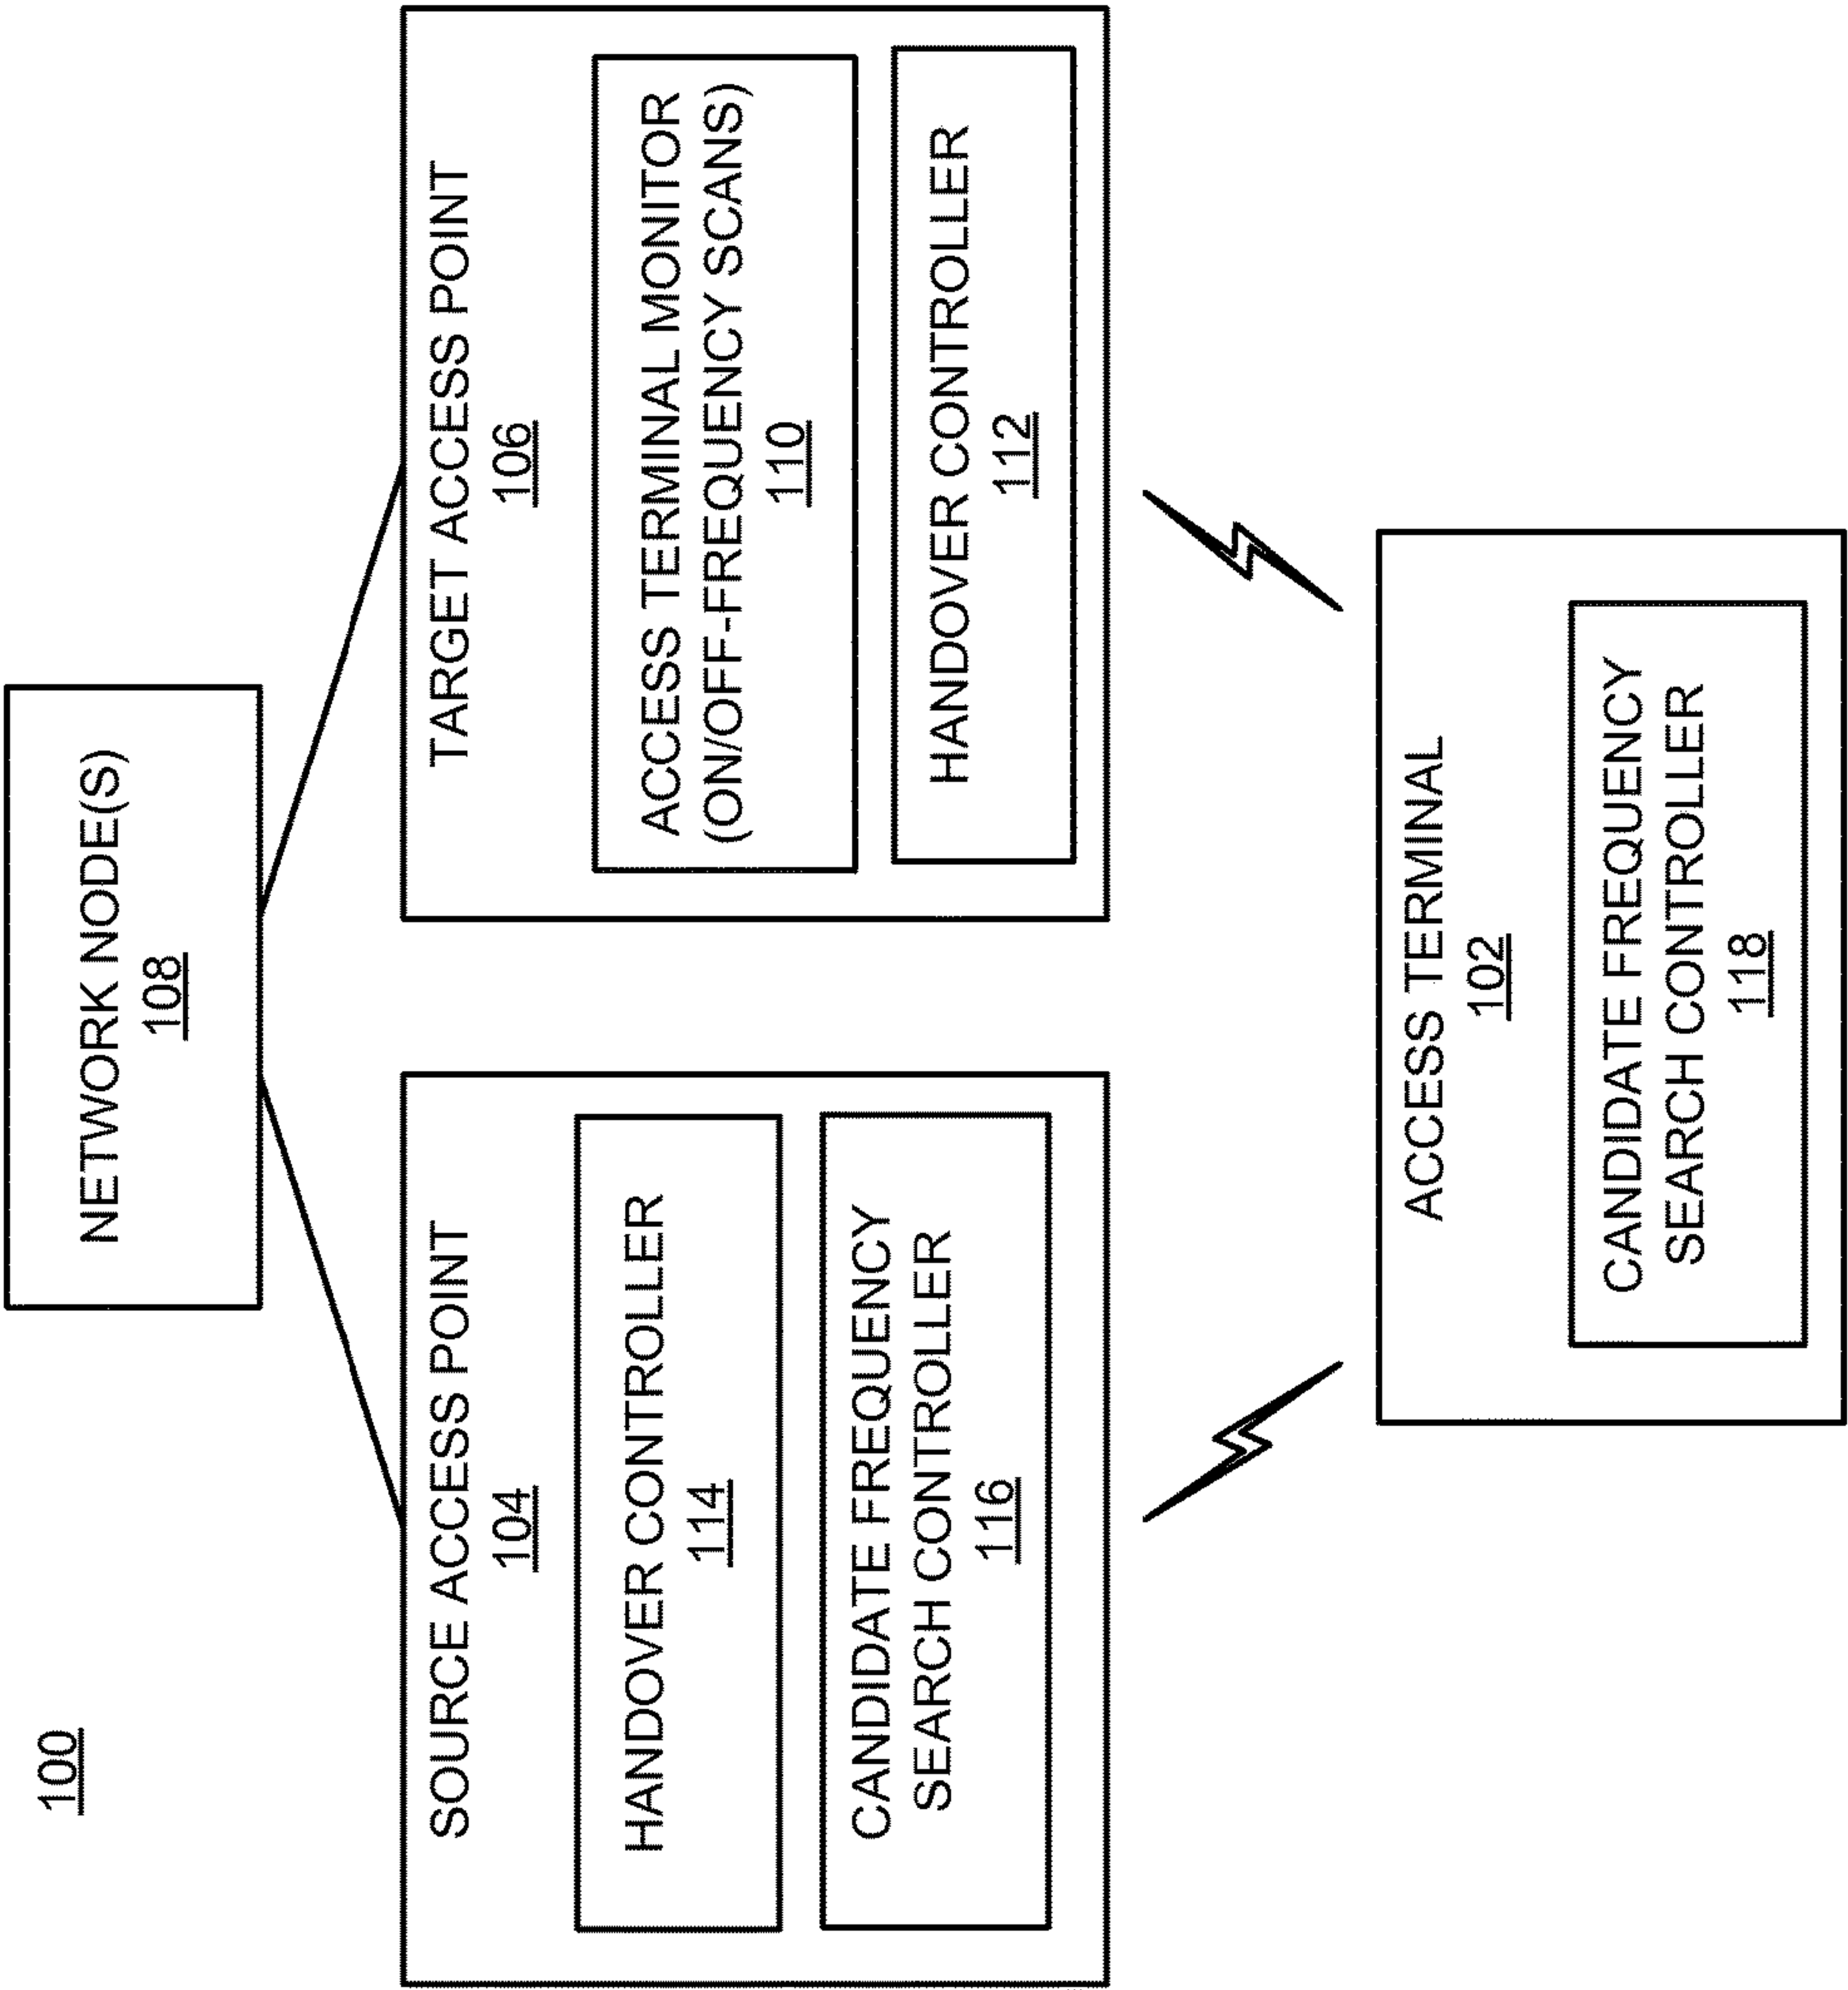 100
NETWORK NODE(S)
108
SOURCE ACCESS POINT
104
HANDOVER CONTROLLER
114
CANDIDATE FREQUENCY
SEARCH CONTROLLER
116
TARGET ACCESS POINT
106
ACCESS TERMINAL MONITOR
(ON/OFF-FREQUENCY SCANS)
110
HANDOVER CONTROLLER
112
ACCESS TERMINAL
102
CANDIDATE FREQUENCY
SEARCH CONTROLLER
118